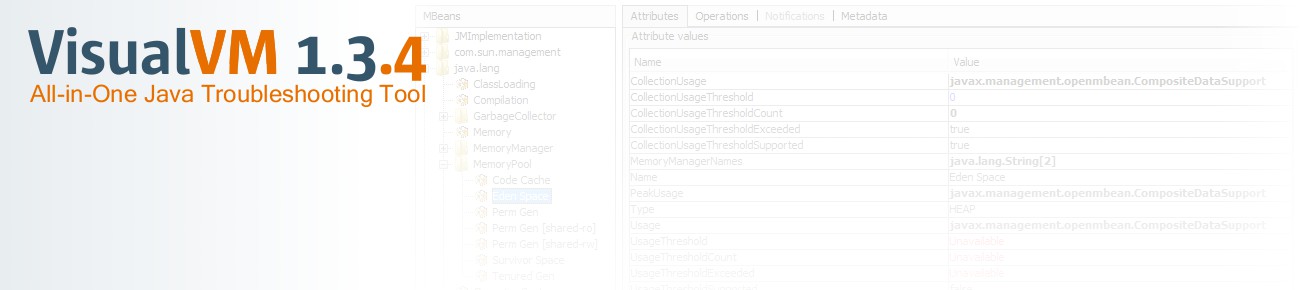 VisualVM 1.3.4
All-in-One Java Troubleshooting Tool
MBeans
JMImplementation
com.sun.management
java.lang
ClassLoading
Compilation
GarbageCollector
Memory
MemoryManager
MemoryPool
Code Cache
Eden Space
Perm Gen
Perm Gen [shared-ro]
Perm Gen [shared-rw]
Survivor Space
Tenured Gen
Attributes Operations Notifications Metadata
Attribute values
Name Value
CollectionUsage javax.management.openmbean.CompositeDataSupport
CollectionUsageThreshold 0
CollectionUsageThresholdCount 0
CollectionUsageThresholdExceeded true
CollectionUsageThresholdSupported true
MemoryManagerNames java.lang.String[2]
Name Eden Space
PeakUsage javax.management.openmbean.CompositeDataSupport
Type HEAP
Usage javax.management.openmbean.CompositeDataSupport
UsageThreshold unavailable
UsageThresholdCount unavailable
UsageThresholdExceeded unavailable
UsageThresholdSupported false